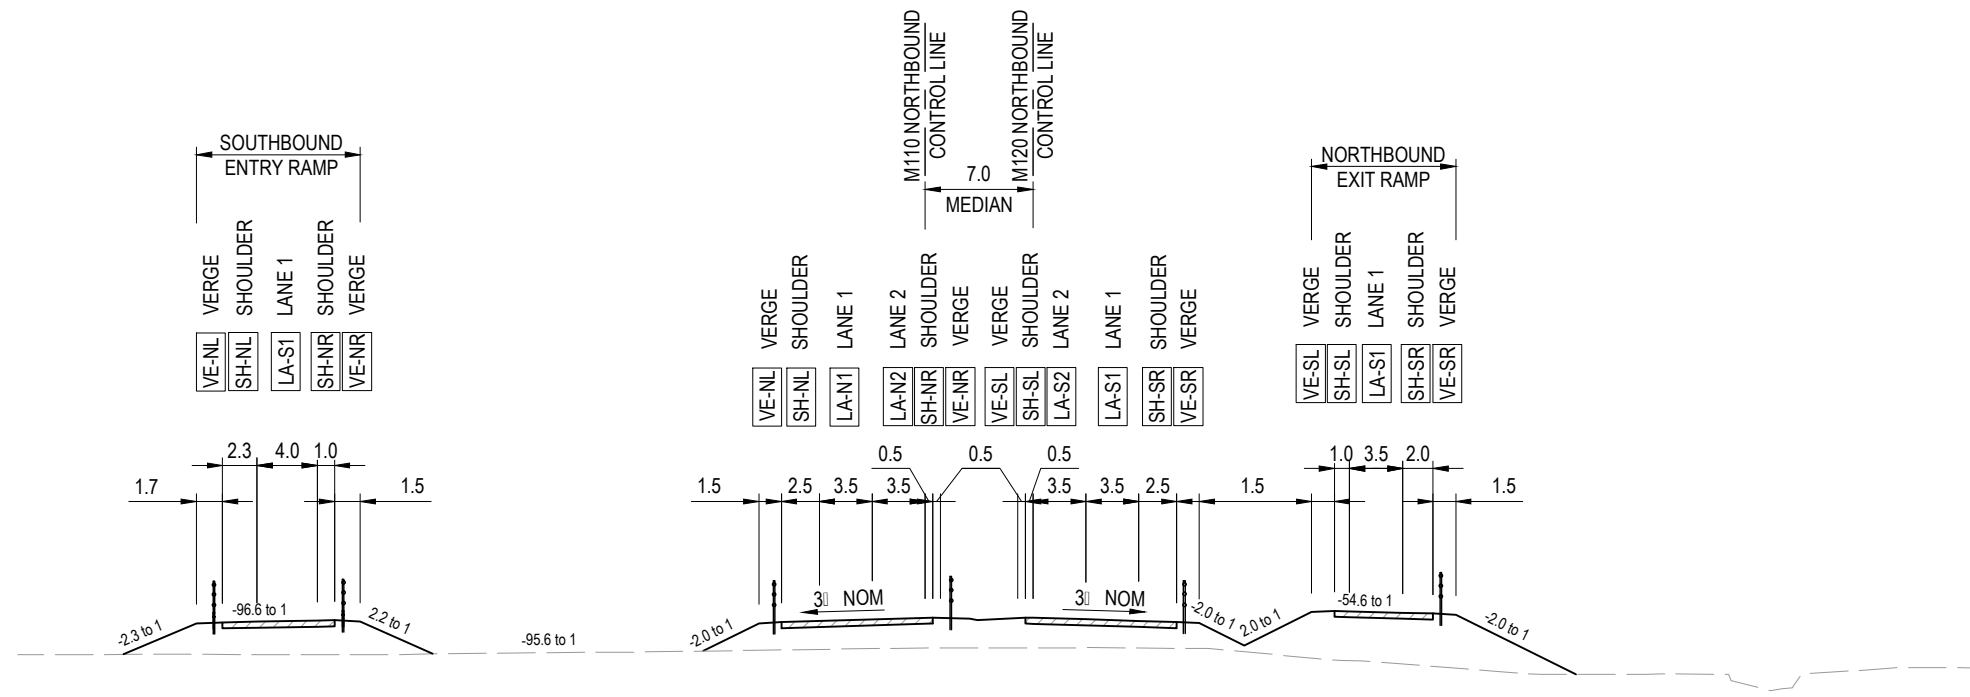 M110 NORTHBOUND
CONTROL LINE
M120 NORTHBOUND
CONTROL LINE
SOUTHBOUND
ENTRY RAMP
7.0
MEDIAN
NORTHBOUND
EXIT RAMP
VERGE
SHOULDER
LANE 1
SHOULDER
VERGE
VERGE
SHOULDER
LANE 1
LANE 2
SHOULDER
VERGE
VERGE
SHOULDER
LANE 2
LANE 1
SHOULDER
VERGE
VERGE
SHOULDER
LANE 1
SHOULDER
VERGE
VE-NL
SH-NL
LA-S1
SH-NR
VE-NR
VE-NL
SH-NL
LA-N1
LA-N2
SH-NR
VE-NR
VE-SL
SH-SL
LA-S2
LA-S1
SH-SR
VE-SR
VE-SL
SH-SL
LA-S1
SH-SR
VE-SR
2.3 4.0 1.0
0.5 0.5 0.5
1.0 3.5 2.0
1.7 1.5
1.5 2.5 3.5 3.5 3.5 3.5 2.5 1.5
1.5
-2.3 to 1
-96.6 to 1
2.2 to 1
-95.6 to 1
-2.0 to 1
3 NOM
3 NOM
-2.0 to 1
2.0 to 1
-54.6 to 1
-2.0 to 1